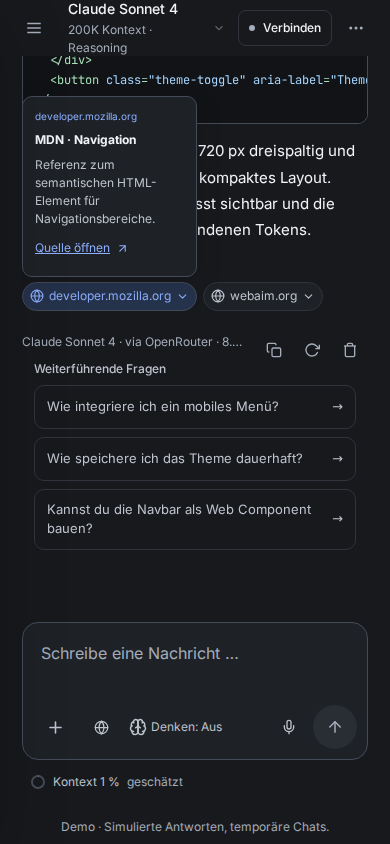 Claude Sonnet 4
200K Kontext ·
Reasoning
Verbinden
</div>
<button class="theme-toggle" aria-label="Theme
developer.mozilla.org
MDN · Navigation
Referenz zum
semantischen HTML-
Element für
Navigationsbereiche.
Quelle öffnen
720 px dreispaltig und
kompaktes Layout.
sst sichtbar und die
ndenen Tokens.
developer.mozilla.org
webaim.org
Claude Sonnet 4 · via OpenRouter · 8....
Weiterführende Fragen
Wie integriere ich ein mobiles Menü? →
Wie speichere ich das Theme dauerhaft? →
Kannst du die Navbar als Web Component →
bauen?
Schreibe eine Nachricht ...
Denken: Aus
Kontext 1 % geschätzt
Demo · Simulierte Antworten, temporäre Chats.